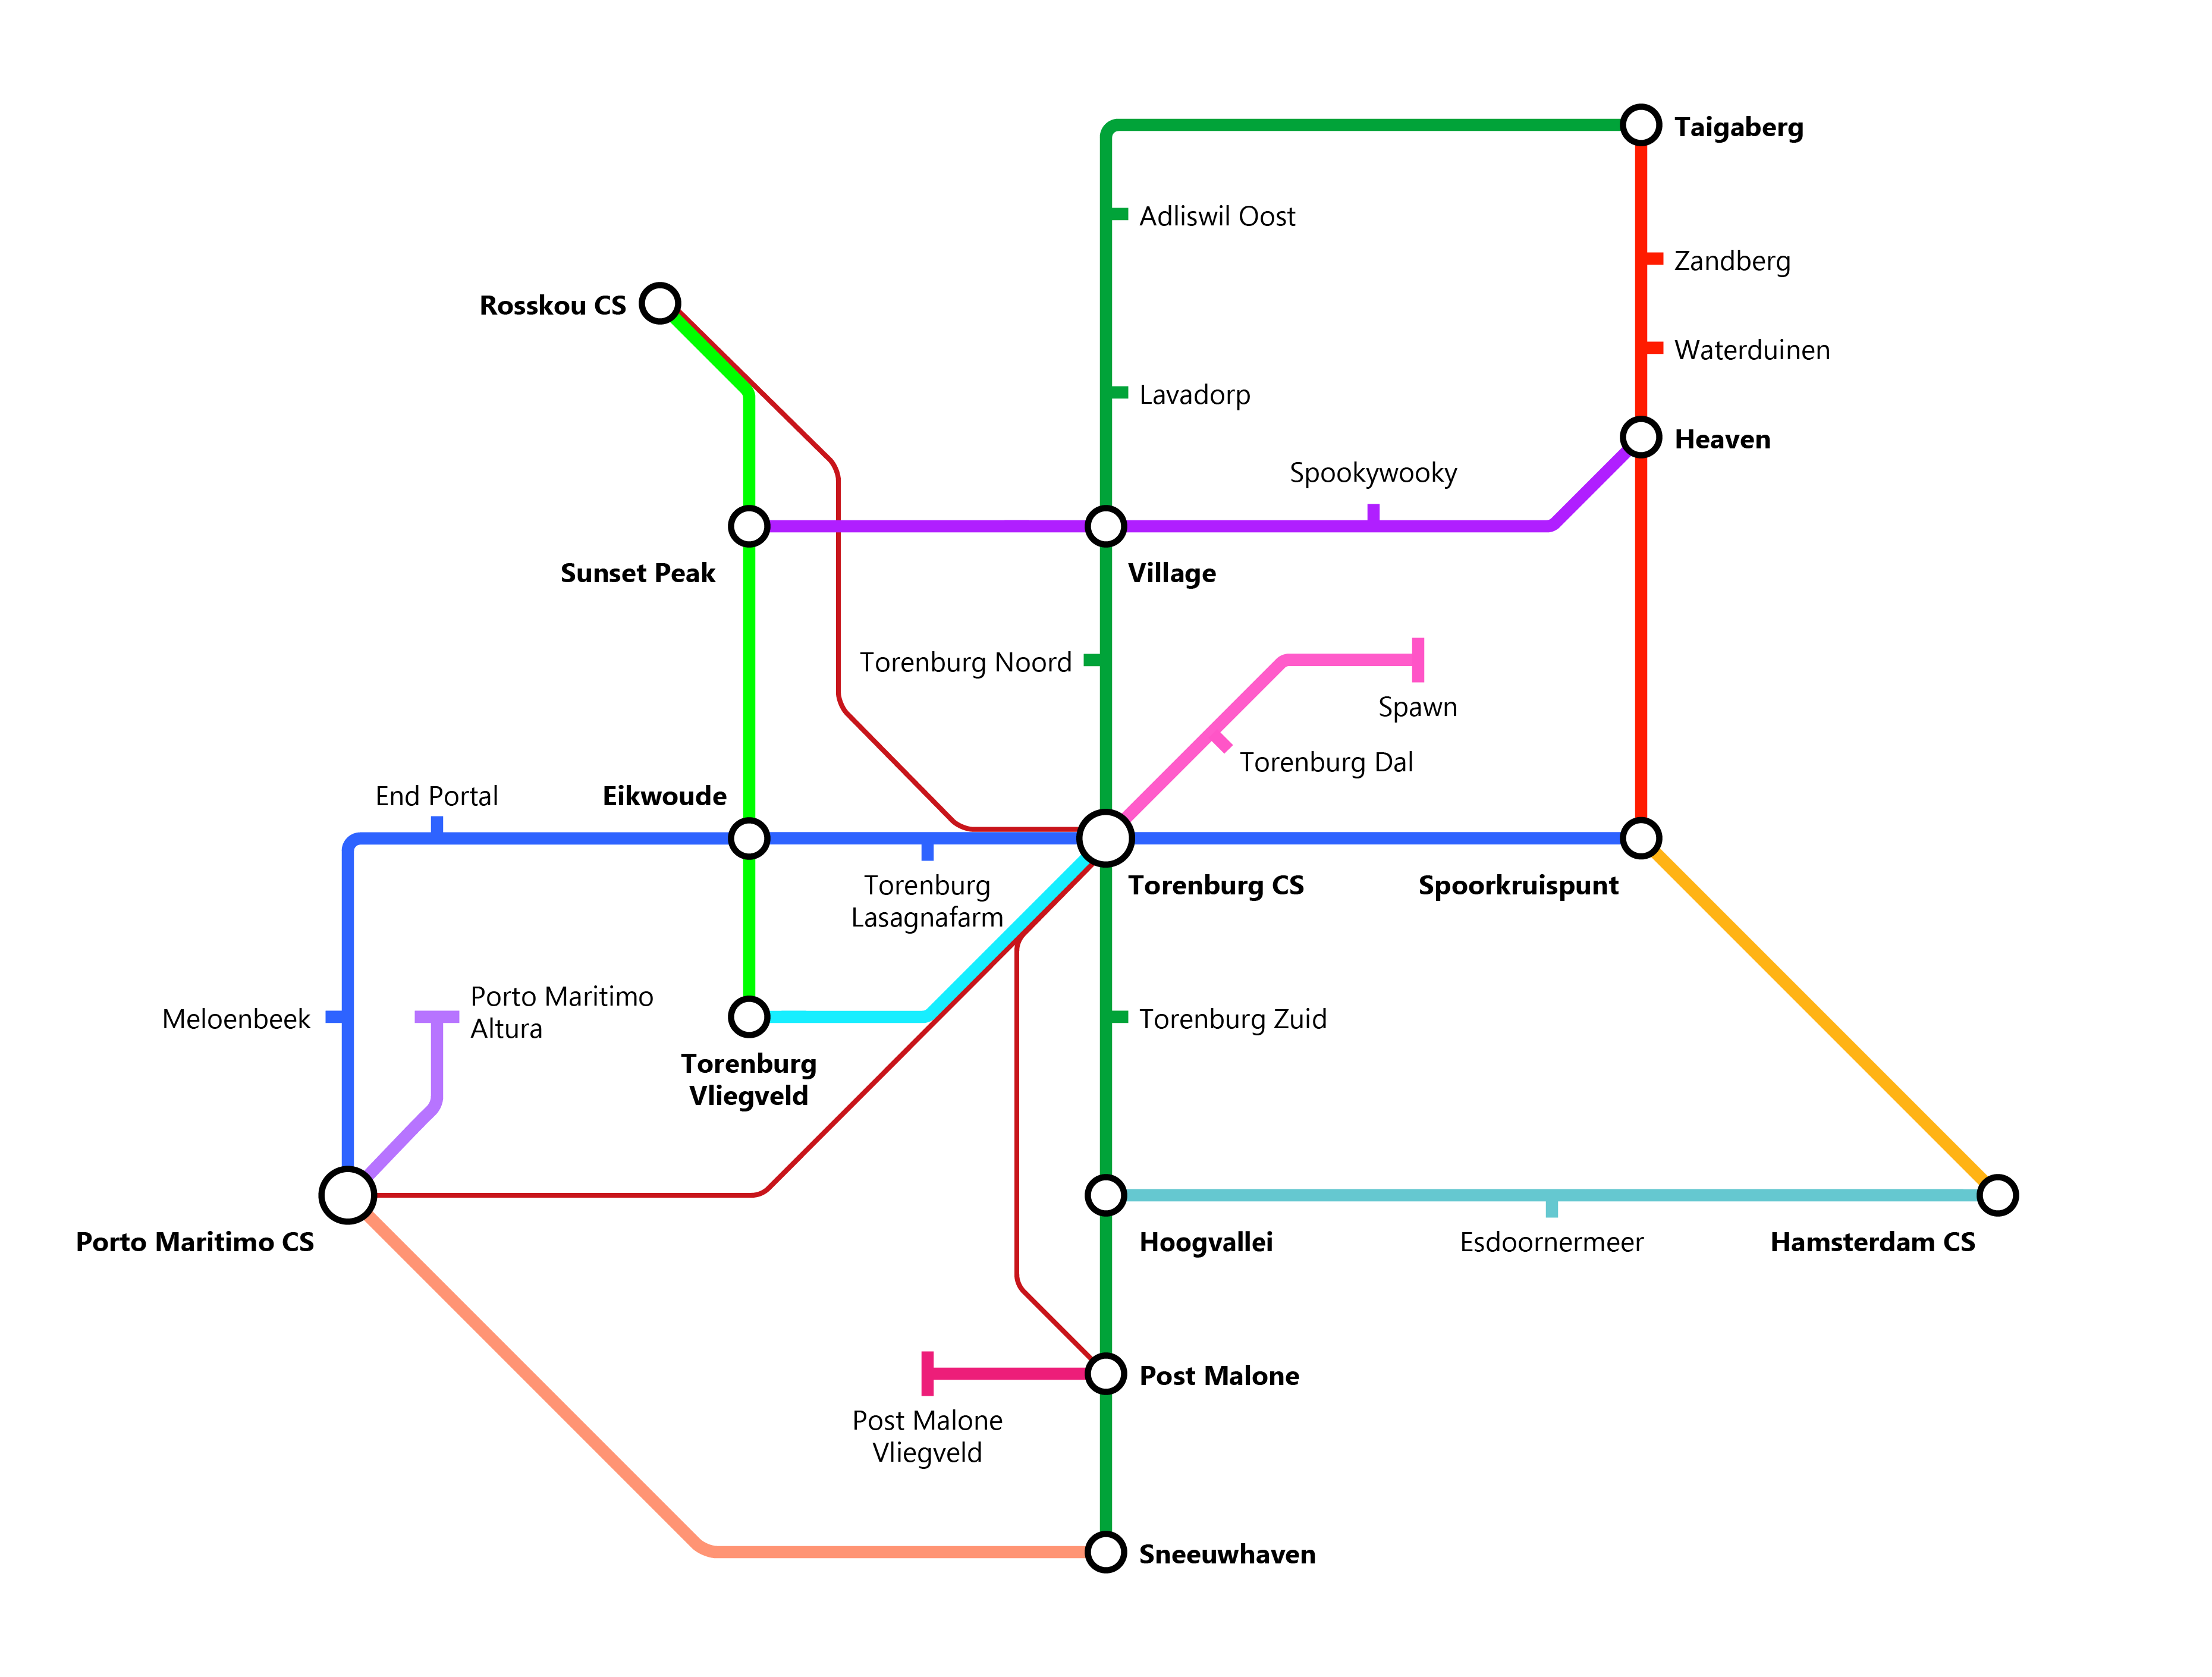 Taigaberg
Adliswil Oost
Zandberg
Rosskou CS
Waterduinen
Lavadorp
Heaven
Spookywooky
Sunset Peak
Village
Torenburg Noord
Spawn
Torenburg Dal
End Portal
Eikwoude
Torenburg
Lasagnafarm
Torenburg CS
Spoorkruispunt
Porto Maritimo
Altura
Meloenbeek
Torenburg Zuid
Torenburg
Vliegveld
Porto Maritimo CS
Hoogvallei
Esdoornermeer
Hamsterdam CS
Post Malone
Post Malone
Vliegveld
Sneeuwhaven